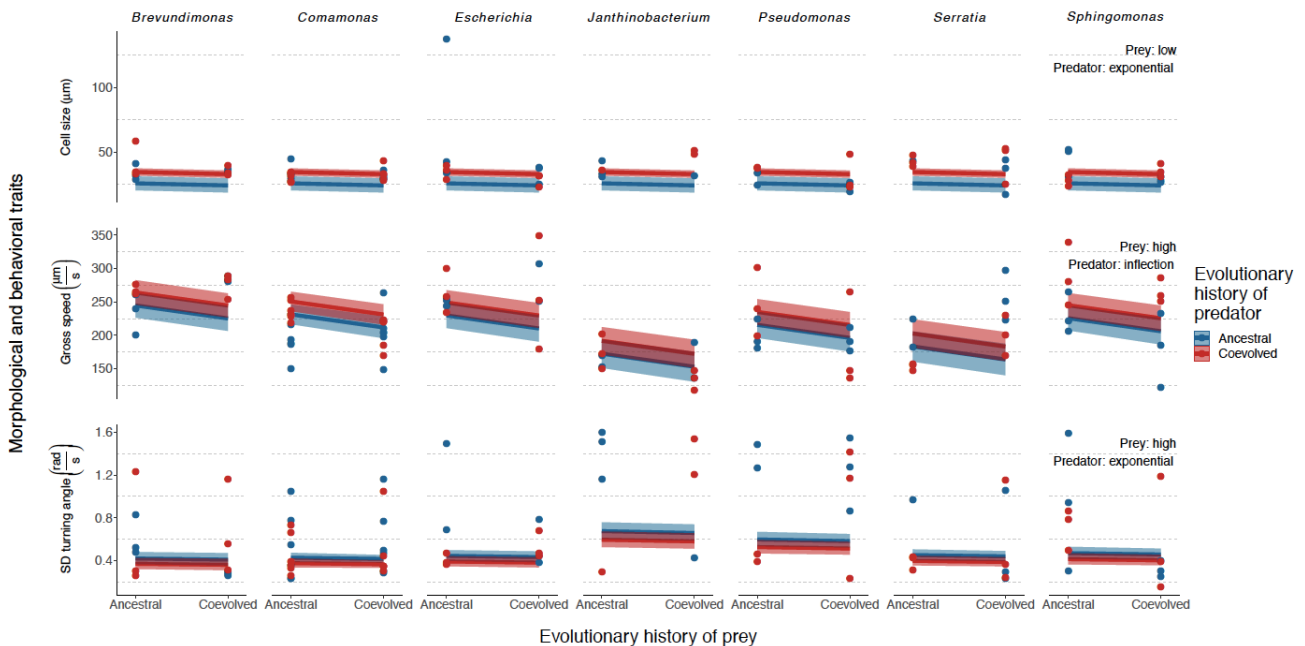 Brevundimonas Comamonas Escherichia Janthinobacterium Pseudomonas Serratia Sphingomonas
Morphological and behavioral traits
Cell size (μm)
100
50
Prey: low
Predator: exponential
Gross speed (μm/s)
350
300
250
200
150
Prey: high
Predator: inflection
SD turning angle (rad/s)
1.6
1.2
0.8
0.4
Prey: high
Predator: exponential
Ancestral Coevolved Ancestral Coevolved Ancestral Coevolved Ancestral Coevolved Ancestral Coevolved Ancestral Coevolved Ancestral Coevolved
Evolutionary history of prey
Evolutionary
history of
predator
Ancestral
Coevolved